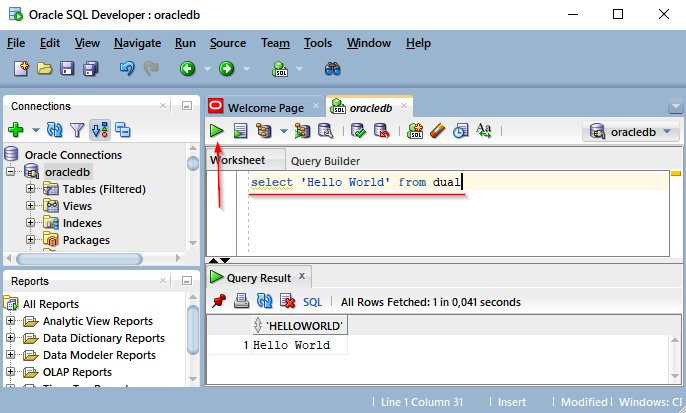 Oracle SQL Developer : oracledb
File Edit View Navigate Run Source Team Tools Window Help
SQL
Connections
Welcome Page
oracledb
Oracle Connections
oracledb
Tables (Filtered)
Views
Indexes
Packages
oracledb
Worksheet Query Builder
select 'Hello World' from dual
Reports
All Reports
Analytic View Reports
Data Dictionary Reports
Data Modeler Reports
OLAP Reports
Query Result
SQL All Rows Fetched: 1 in 0,041 seconds
'HELLOWORLD'
1 Hello World
Line 1 Column 31 Insert Modified Windows: CF